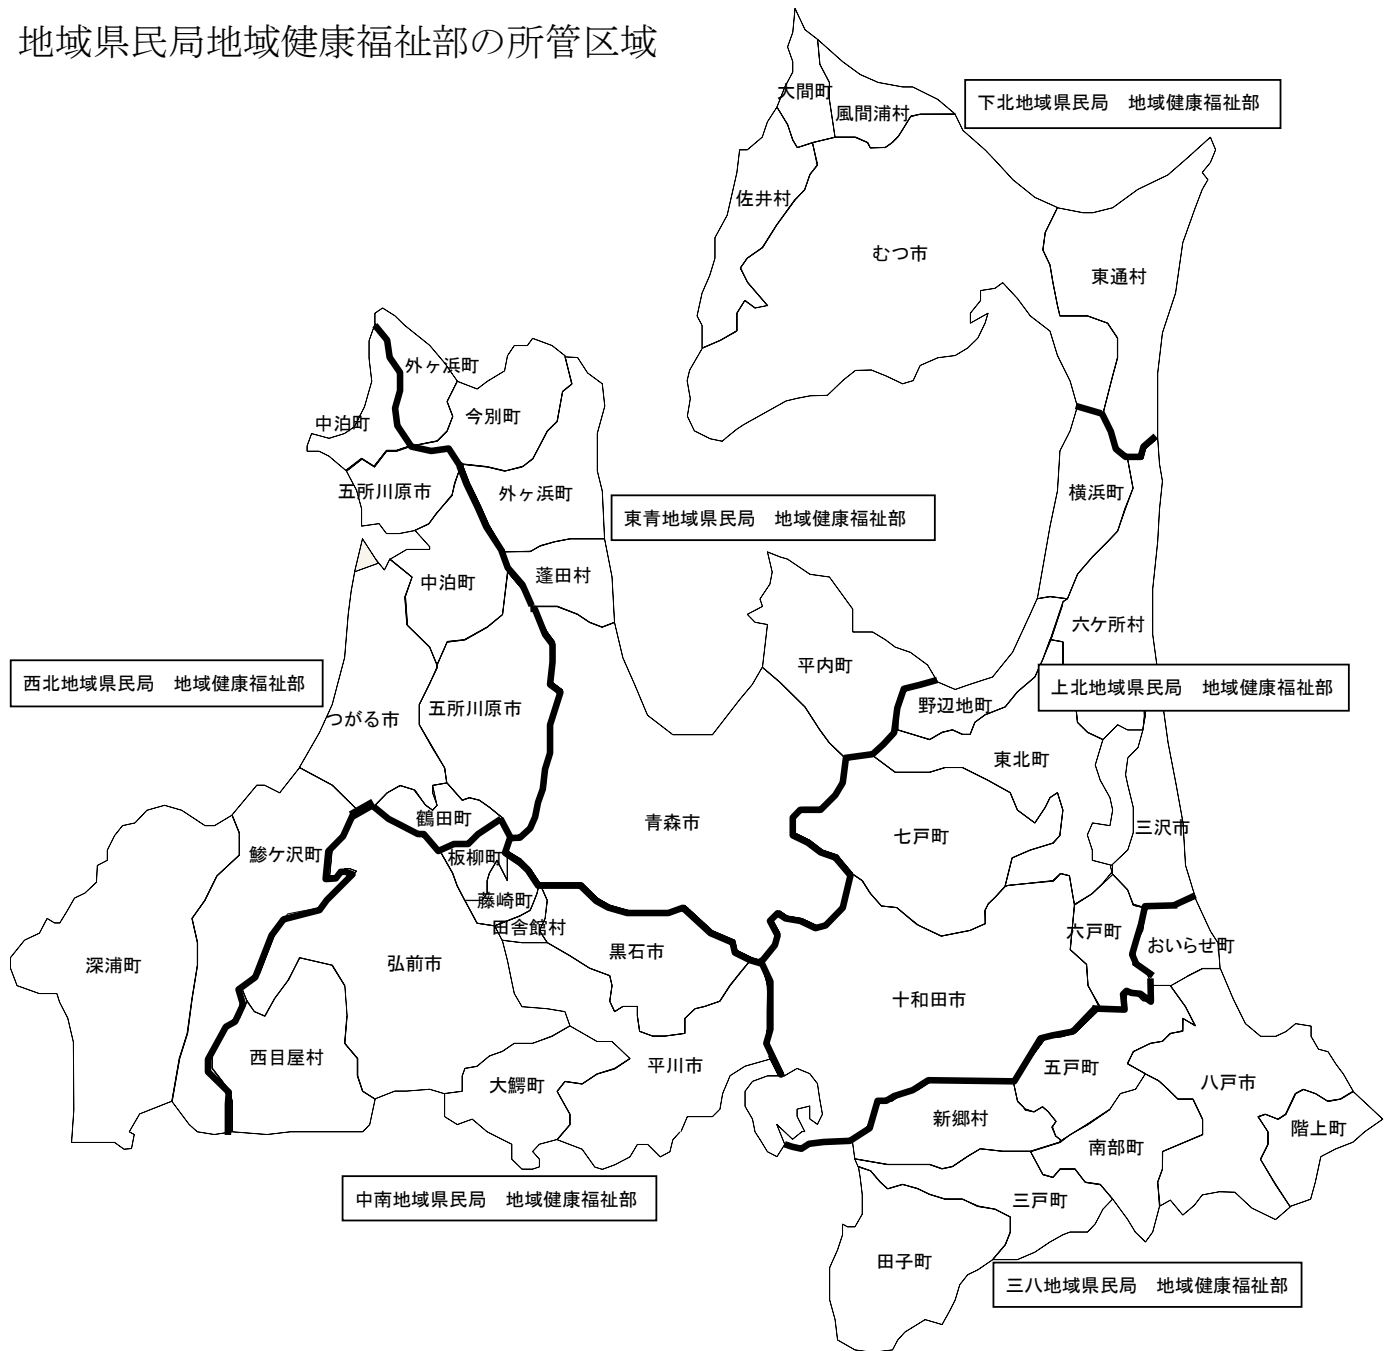 地域県民局地域健康福祉部の所管区域
大間町
風間浦村
下北地域県民局　地域健康福祉部
佐井村
むつ市
東通村
外ヶ浜町
中泊町
今別町
五所川原市
外ヶ浜町
横浜町
東青地域県民局　地域健康福祉部
中泊町
蓬田村
六ケ所村
平内町
西北地域県民局　地域健康福祉部
上北地域県民局　地域健康福祉部
つがる市
五所川原市
野辺地町
東北町
鶴田町
青森市
七戸町
三沢市
鰺ケ沢町
板柳町
藤崎町
田舎館村
六戸町
おいらせ町
深浦町
弘前市
黒石市
十和田市
西目屋村
大鰐町
平川市
五戸町
八戸市
新郷村
階上町
南部町
中南地域県民局　地域健康福祉部
三戸町
田子町
三八地域県民局　地域健康福祉部